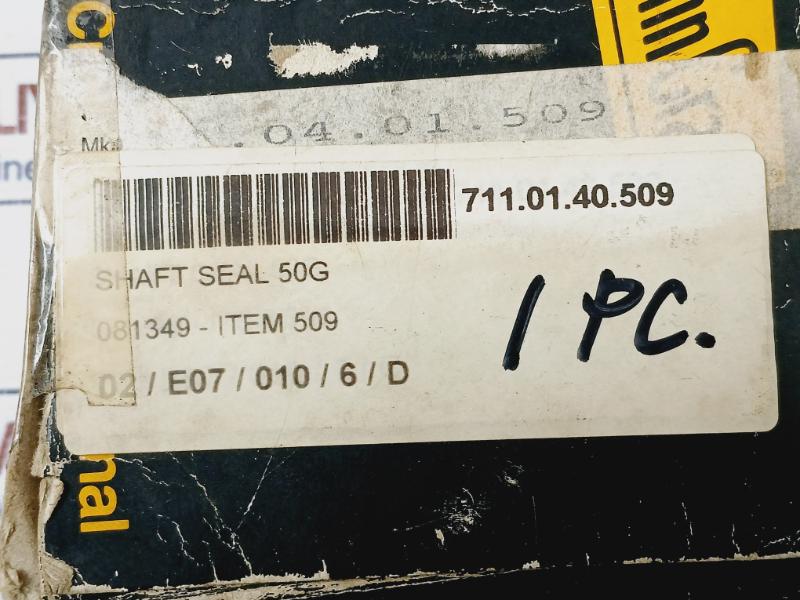 Mk
.04.01.509
711.01.40.509
SHAFT SEAL 50G
081349 - ITEM 509
02 / E07 / 010 / 6 / D
1 PC.